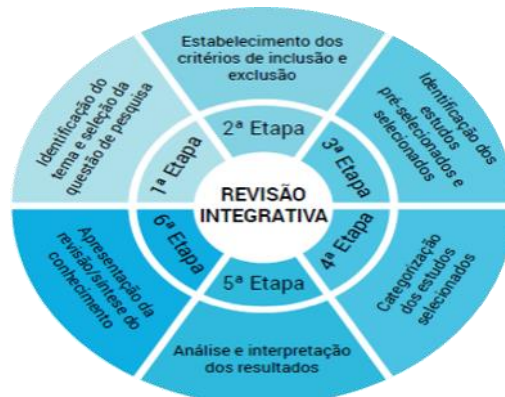 REVISÃO
INTEGRATIVA
1ª Etapa
Identificação do
tema e seleção da
questão de pesquisa
2ª Etapa
Estabelecimento dos
critérios de inclusão e
exclusão
3ª Etapa
Identificação dos
estudos
pré-selecionados e
selecionados
4ª Etapa
Categorização
dos estudos
selecionados
5ª Etapa
Análise e interpretação
dos resultados
6ª Etapa
Apresentação da
revisão/síntese do
conhecimento